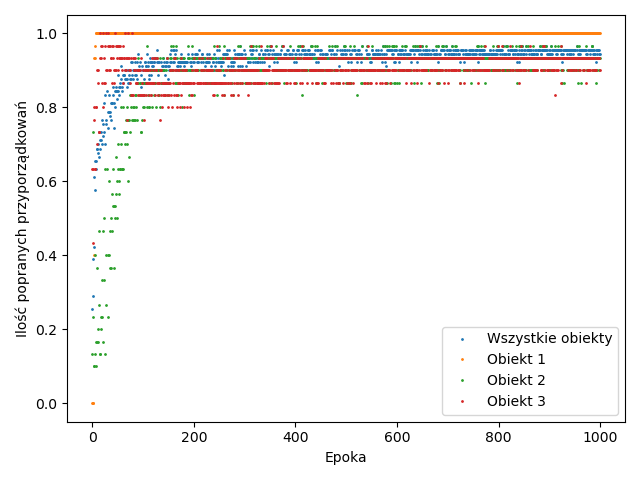 1.0
0.8
0.6
0.4
0.2
0.0
Ilość popranych przyporządkowań
0
200
400
600
800
1000
Epoka
Wszystkie obiekty
Obiekt 1
Obiekt 2
Obiekt 3